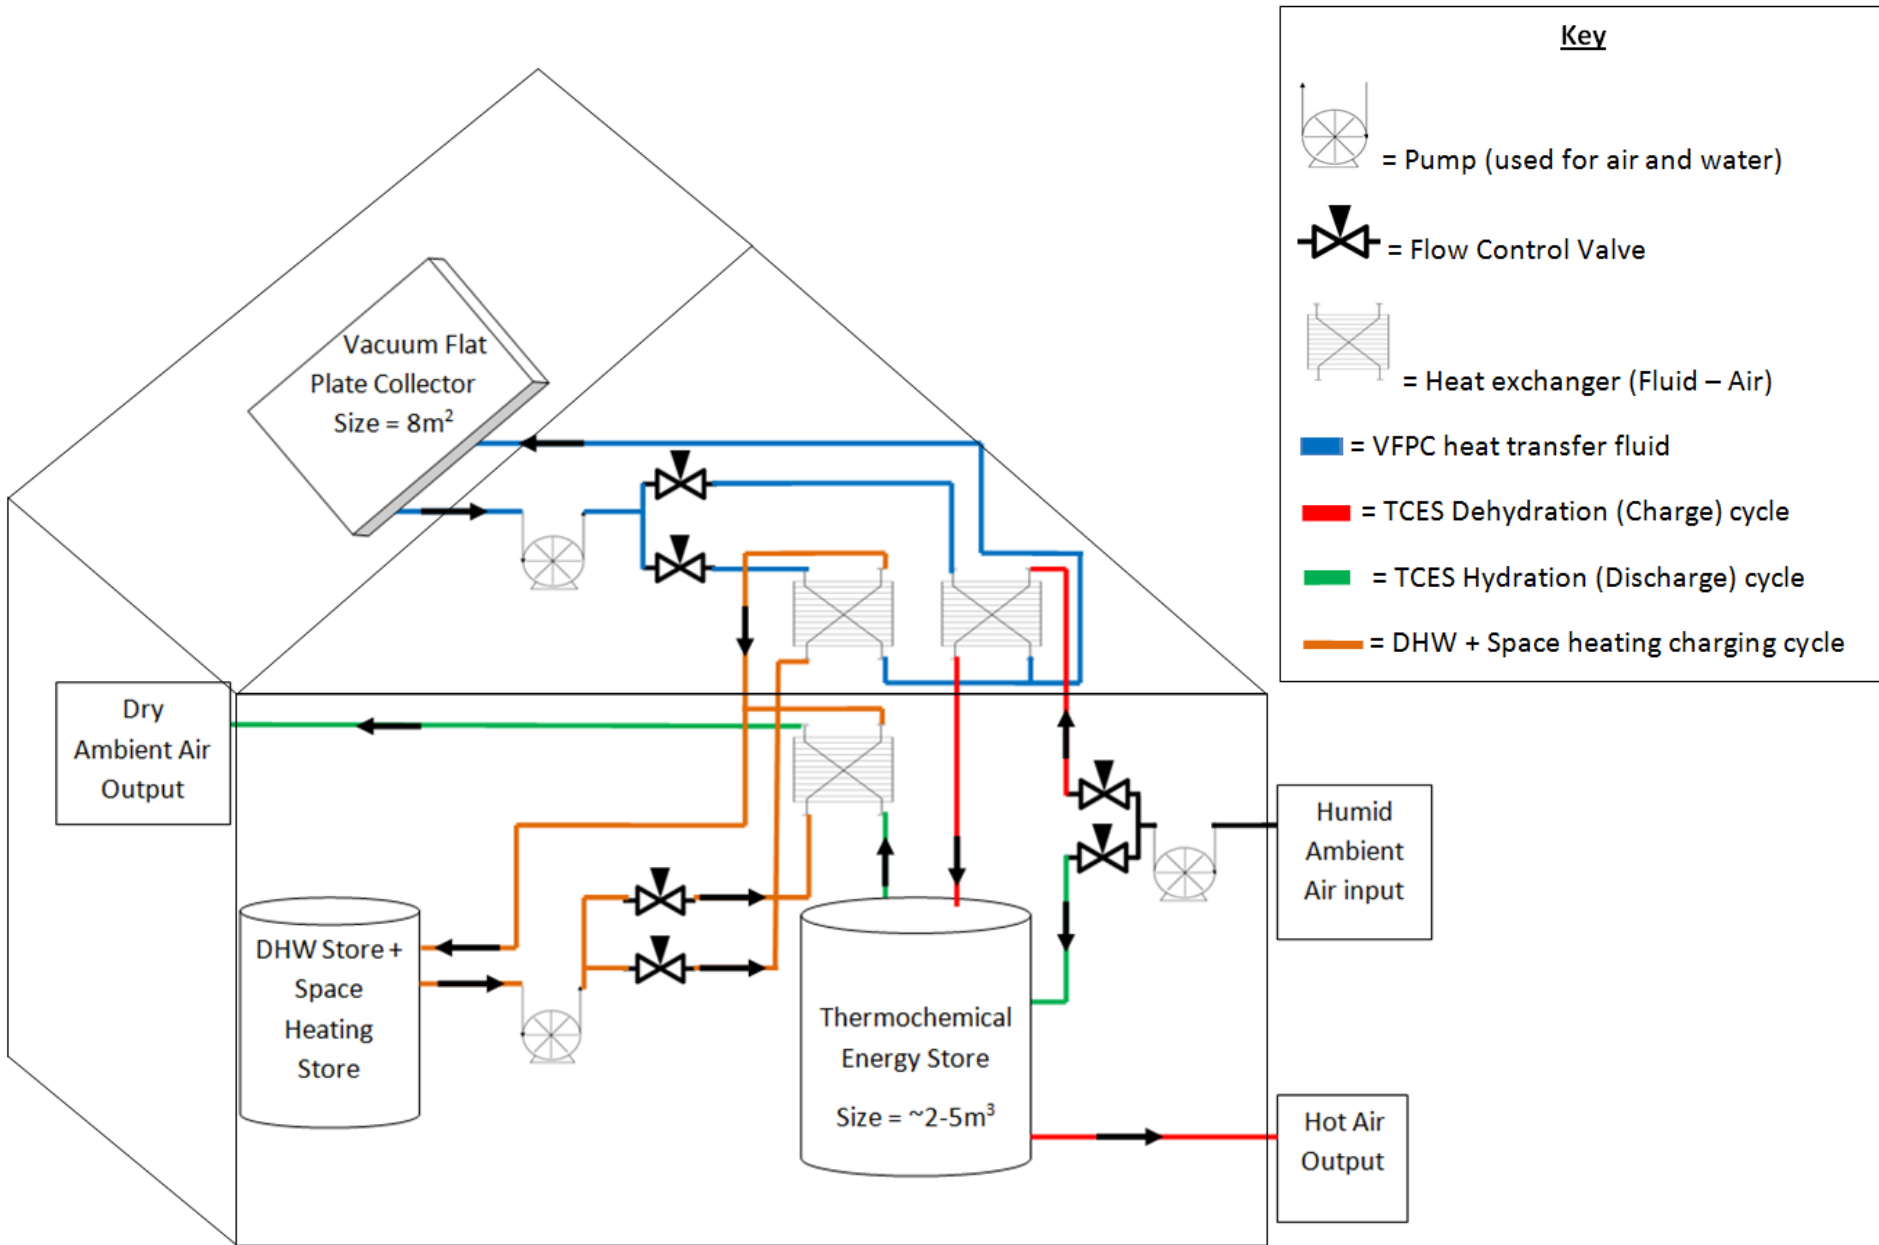 Key
= Pump (used for air and water)
= Flow Control Valve
= Heat exchanger (Fluid – Air)
= VFPC heat transfer fluid
= TCES Dehydration (Charge) cycle
= TCES Hydration (Discharge) cycle
= DHW + Space heating charging cycle
Vacuum Flat
Plate Collector
Size = 8m²
Dry
Ambient Air
Output
Humid
Ambient
Air input
DHW Store +
Space
Heating
Store
Thermochemical
Energy Store
Size = ~2-5m³
Hot Air
Output